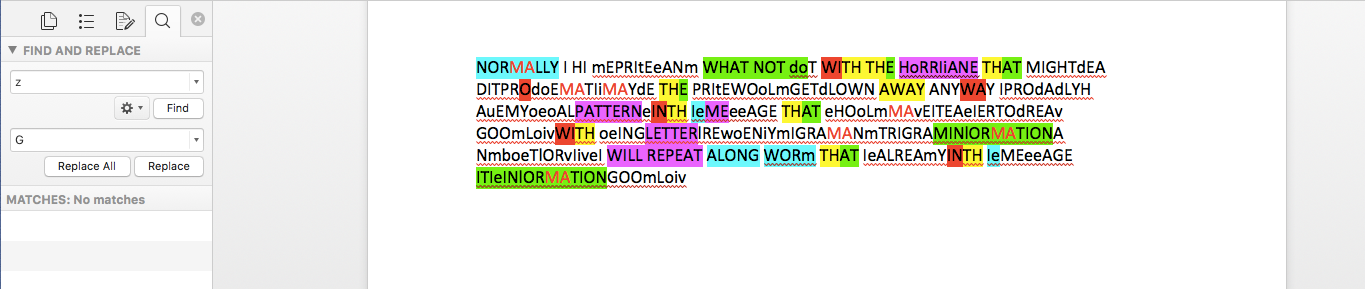 FIND AND REPLACE
z
Find
G
Replace All
Replace
MATCHES: No matches
NORMALLY I HI mEPRItEeANm WHAT NOT doT WITH THE HoRRIiANE THAT MIGHTdEA
DITPROdoEMATIiMAYdE THE PRItEWOoLmGETdLOWN AWAY ANYWAY IPROdAdLYH
AuEMYoeoALPATTERNeINTH IeMEeeAGE THAT eHOoLmMAvEITEAeIERTOdREAv
GOOmLoivWITH oeINGLETTERIREwoENiYmIGRAMANmTRIGRAMINIORMATIONA
NmboeTIORvIiveI WILL REPEAT ALONG WORm THAT IeALREAmYINTH IeMEeeAGE
ITIeINIORMATIONGOOmLoiv